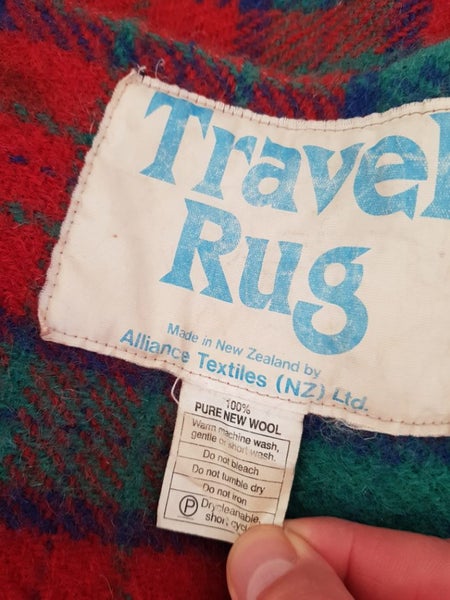 Travel
Rug
Made in New Zealand by
Alliance Textiles (NZ) Ltd.
100%
PURE NEW WOOL
Warm machine wash,
gentle or short wash.
Do not bleach
Do not tumble dry
Do not iron
P Drycleanable,
short cycle